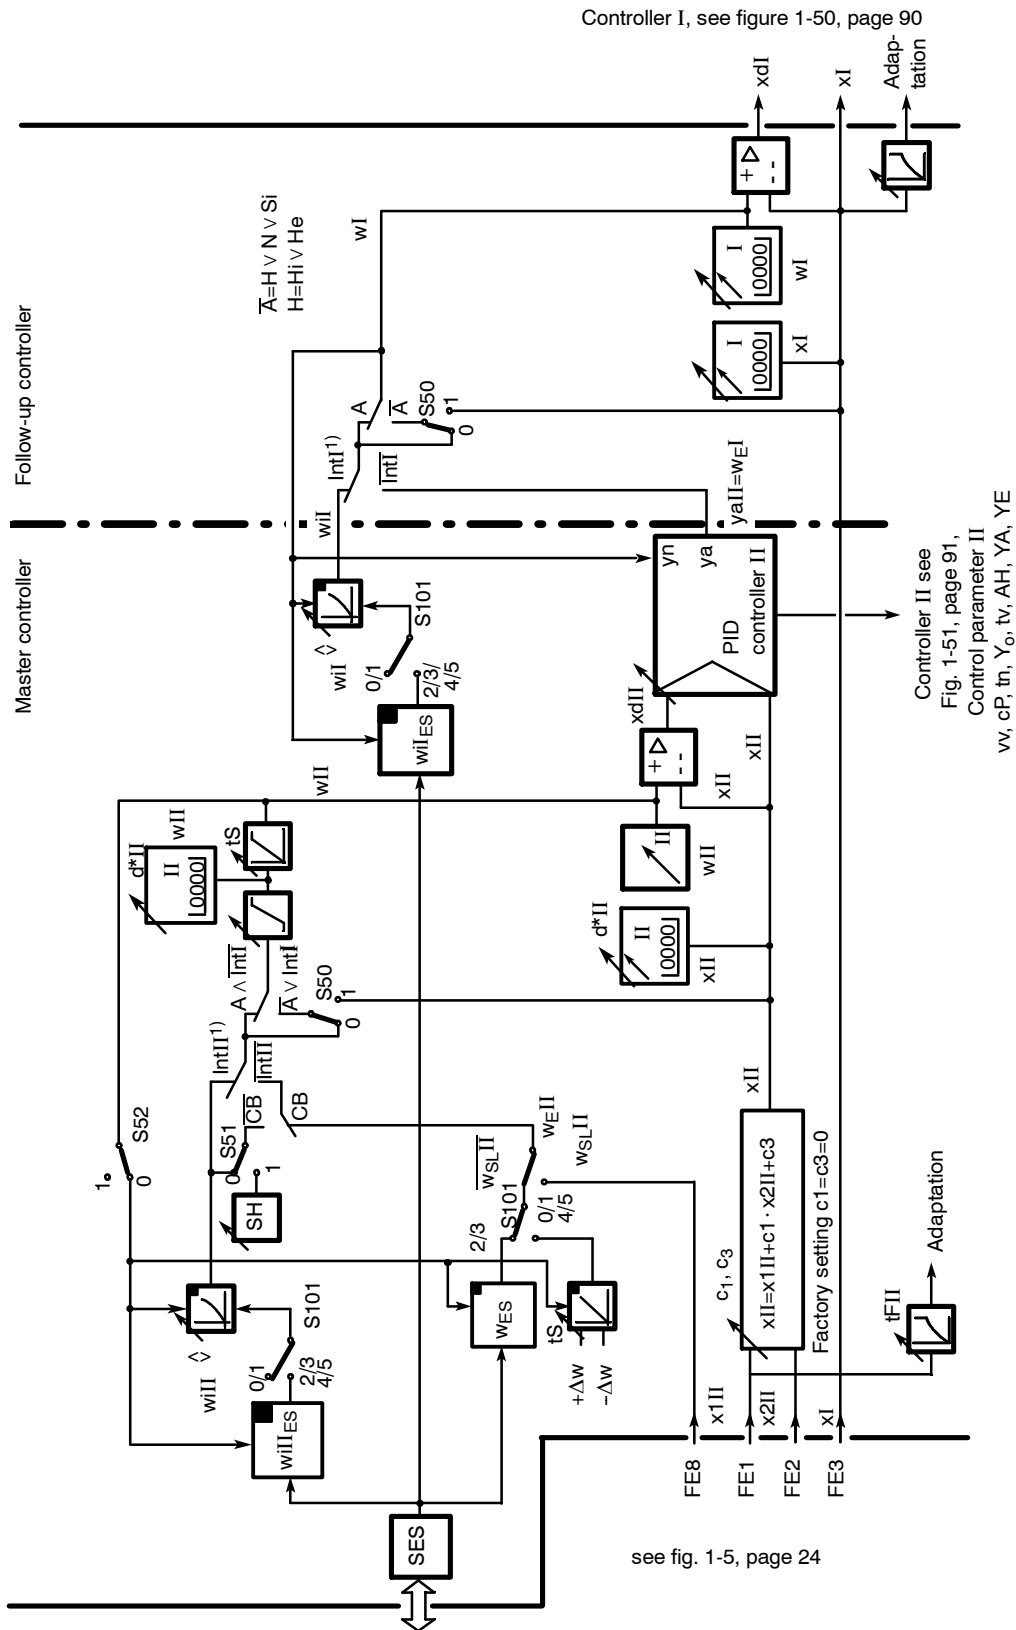 Controller I, see figure 1-50, page 90
xdI
xI
Adap-
tation
Follow-up controller
A̅=H ∨ N ∨ Si
H=Hi ∨ He
wI
+
- -
I
0000
wI
I
0000
xI
A
A̅
S50
1
0
IntI¹⁾
I̅n̅t̅I̅
wiI
yaII=wEI
Master controller
yn
ya
PID
controller II
Controller II see
Fig. 1-51, page 91,
Control parameter II
vv, cP, tn, Yo, tv, AH, YA, YE
<>
wiI
S101
0/1
2/3/
4/5
wiIES
xdII
+
- -
xII
xII
xII
wII
II
wII
d*II
II
0000
xII
wII
d*II
II
0000
tS
A ∧ I̅n̅t̅I̅
A̅ ∨ IntI
S50
1
0
IntII¹⁾
I̅n̅t̅I̅I̅
C̅B̅
CB
S52
1
0
S51
0
1
SH
wEII
w̅S̅L̅I̅I̅
wSLII
S101
2/3
0/1
4/5
wES
tS
+Δw
-Δw
<>
wiII
S101
0/1
2/3
4/5
wiIIES
SES
xII
c1, c3
xII=x1II+c1 · x2II+c3
Factory setting c1=c3=0
Adaptation
tFII
x1II
x2II
xI
FE8
FE1
FE2
FE3
see fig. 1-5, page 24